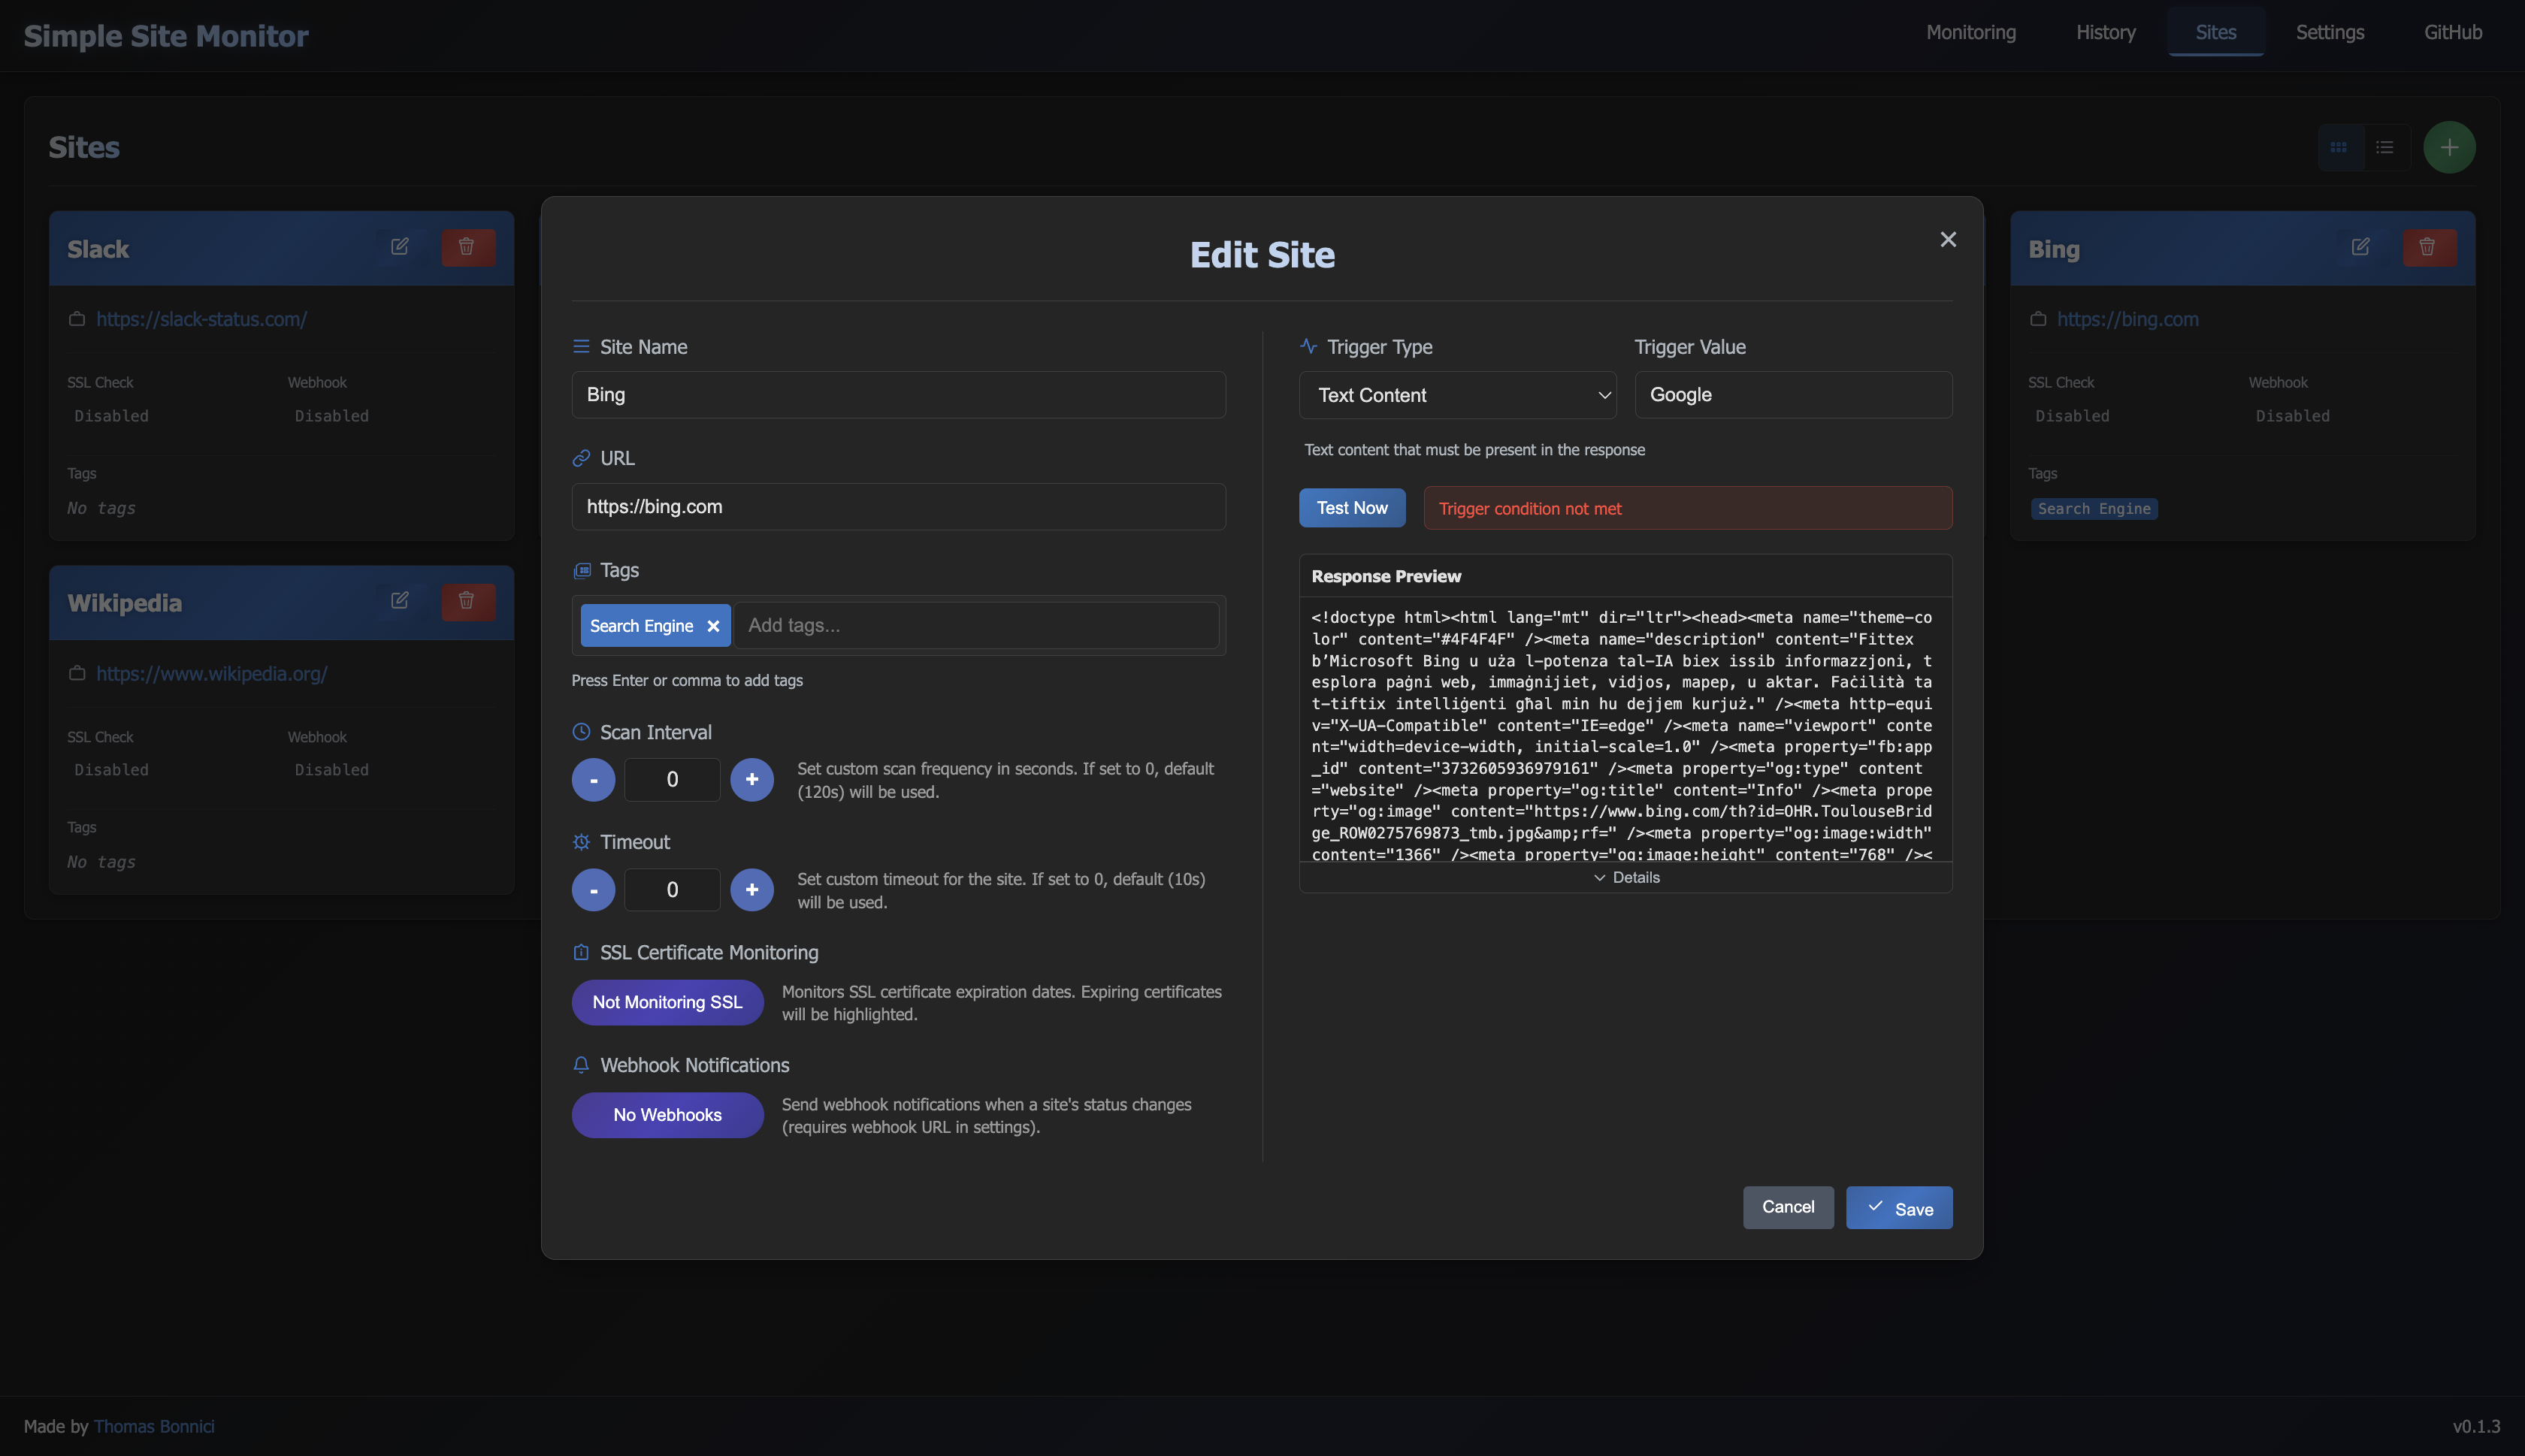 Simple Site Monitor
Monitoring
History
Sites
Settings
GitHub
Sites
Slack
https://slack-status.com/
SSL Check
Webhook
Disabled
Disabled
Tags
No tags
Wikipedia
https://www.wikipedia.org/
SSL Check
Webhook
Disabled
Disabled
Tags
No tags
Edit Site
Site Name
Bing
URL
https://bing.com
Tags
Search Engine
Add tags...
Press Enter or comma to add tags
Scan Interval
-
0
+
Set custom scan frequency in seconds. If set to 0, default
(120s) will be used.
Timeout
-
0
+
Set custom timeout for the site. If set to 0, default (10s)
will be used.
SSL Certificate Monitoring
Not Monitoring SSL
Monitors SSL certificate expiration dates. Expiring certificates
will be highlighted.
Webhook Notifications
No Webhooks
Send webhook notifications when a site's status changes
(requires webhook URL in settings).
Trigger Type
Trigger Value
Text Content
Google
Text content that must be present in the response
Test Now
Trigger condition not met
Response Preview
<!doctype html><html lang="mt" dir="ltr"><head><meta name="theme-co
lor" content="#4F4F4F" /><meta name="description" content="Fittex
b’Microsoft Bing u uża l-potenza tal-IA biex issib informazzjoni, t
esplora paġni web, immaġnijiet, vidjos, mapep, u aktar. Faċilità ta
t-tiftix intelliġenti għal min hu dejjem kurjuż." /><meta http-equi
v="X-UA-Compatible" content="IE=edge" /><meta name="viewport" conte
nt="width=device-width, initial-scale=1.0" /><meta property="fb:app
_id" content="3732605936979161" /><meta property="og:type" content
="website" /><meta property="og:title" content="Info" /><meta prope
rty="og:image" content="https://www.bing.com/th?id=OHR.ToulouseBrid
ge_ROW0275769873_tmb.jpg&amp;rf=" /><meta property="og:image:width"
content="1366" /><meta property="og:image:height" content="768" /><
Details
Cancel
Save
Bing
https://bing.com
SSL Check
Webhook
Disabled
Disabled
Tags
Search Engine
Made by Thomas Bonnici
v0.1.3